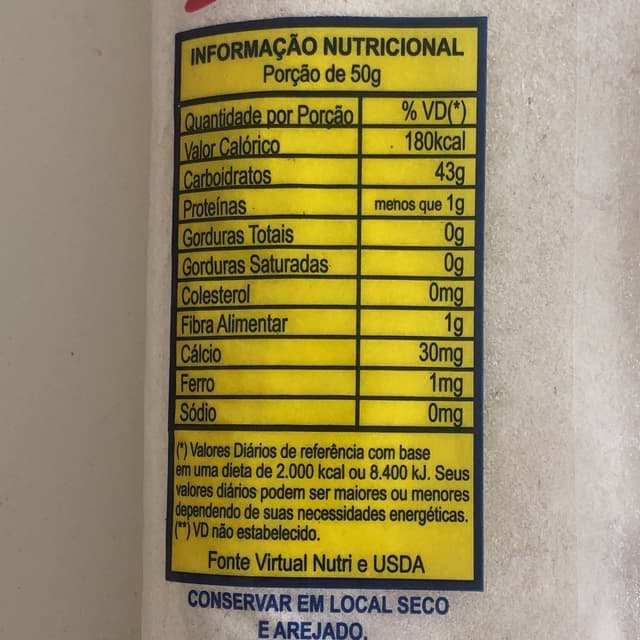 INFORMAÇÃO NUTRICIONAL
Porção de 50g
Quantidade por Porção % VD(*)
Valor Calórico 180kcal
Carboidratos 43g
Proteínas menos que 1g
Gorduras Totais 0g
Gorduras Saturadas 0g
Colesterol 0mg
Fibra Alimentar 1g
Cálcio 30mg
Ferro 1mg
Sódio 0mg
(*) Valores Diários de referência com base
em uma dieta de 2.000 kcal ou 8.400 kJ. Seus
valores diários podem ser maiores ou menores
dependendo de suas necessidades energéticas.
(**) VD não estabelecido.
Fonte Virtual Nutri e USDA
CONSERVAR EM LOCAL SECO
E AREJADO.